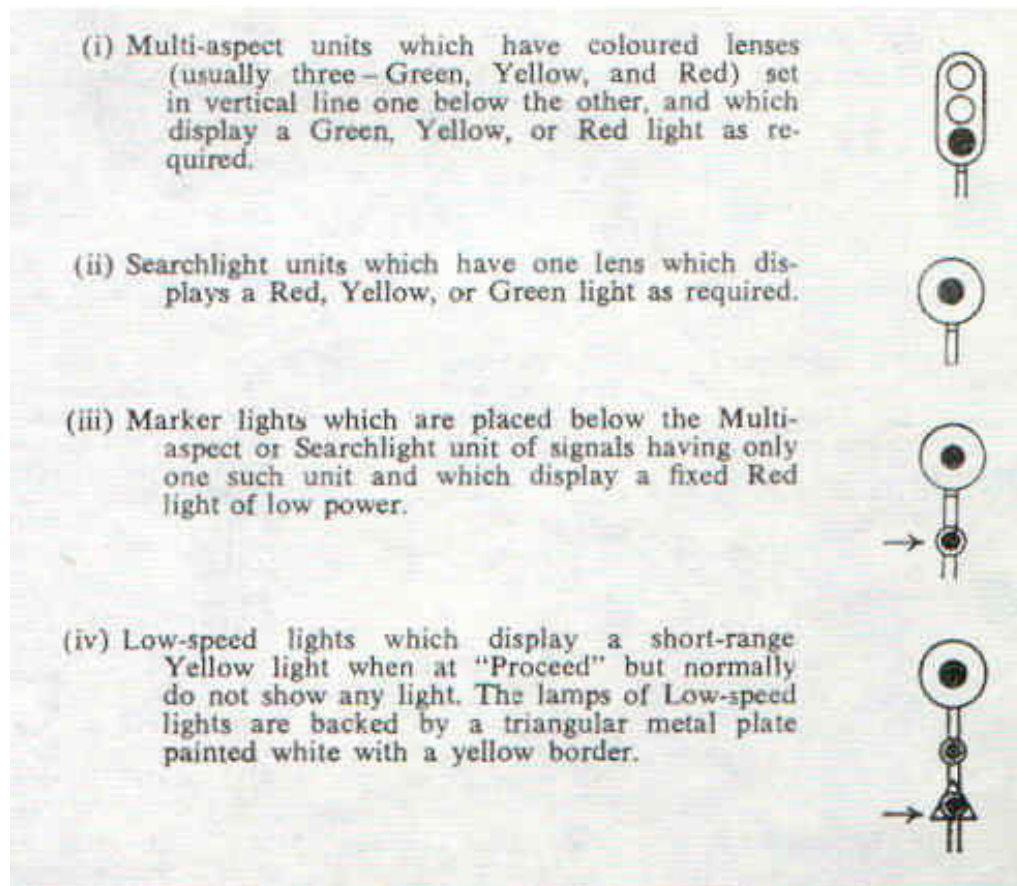 (i) Multi-aspect units which have coloured lenses
(usually three – Green, Yellow, and Red) set
in vertical line one below the other, and which
display a Green, Yellow, or Red light as re-
quired.
(ii) Searchlight units which have one lens which dis-
plays a Red, Yellow, or Green light as required.
(iii) Marker lights which are placed below the Multi-
aspect or Searchlight unit of signals having only
one such unit and which display a fixed Red
light of low power.
(iv) Low-speed lights which display a short-range
Yellow light when at "Proceed" but normally
do not show any light. The lamps of Low-speed
lights are backed by a triangular metal plate
painted white with a yellow border.